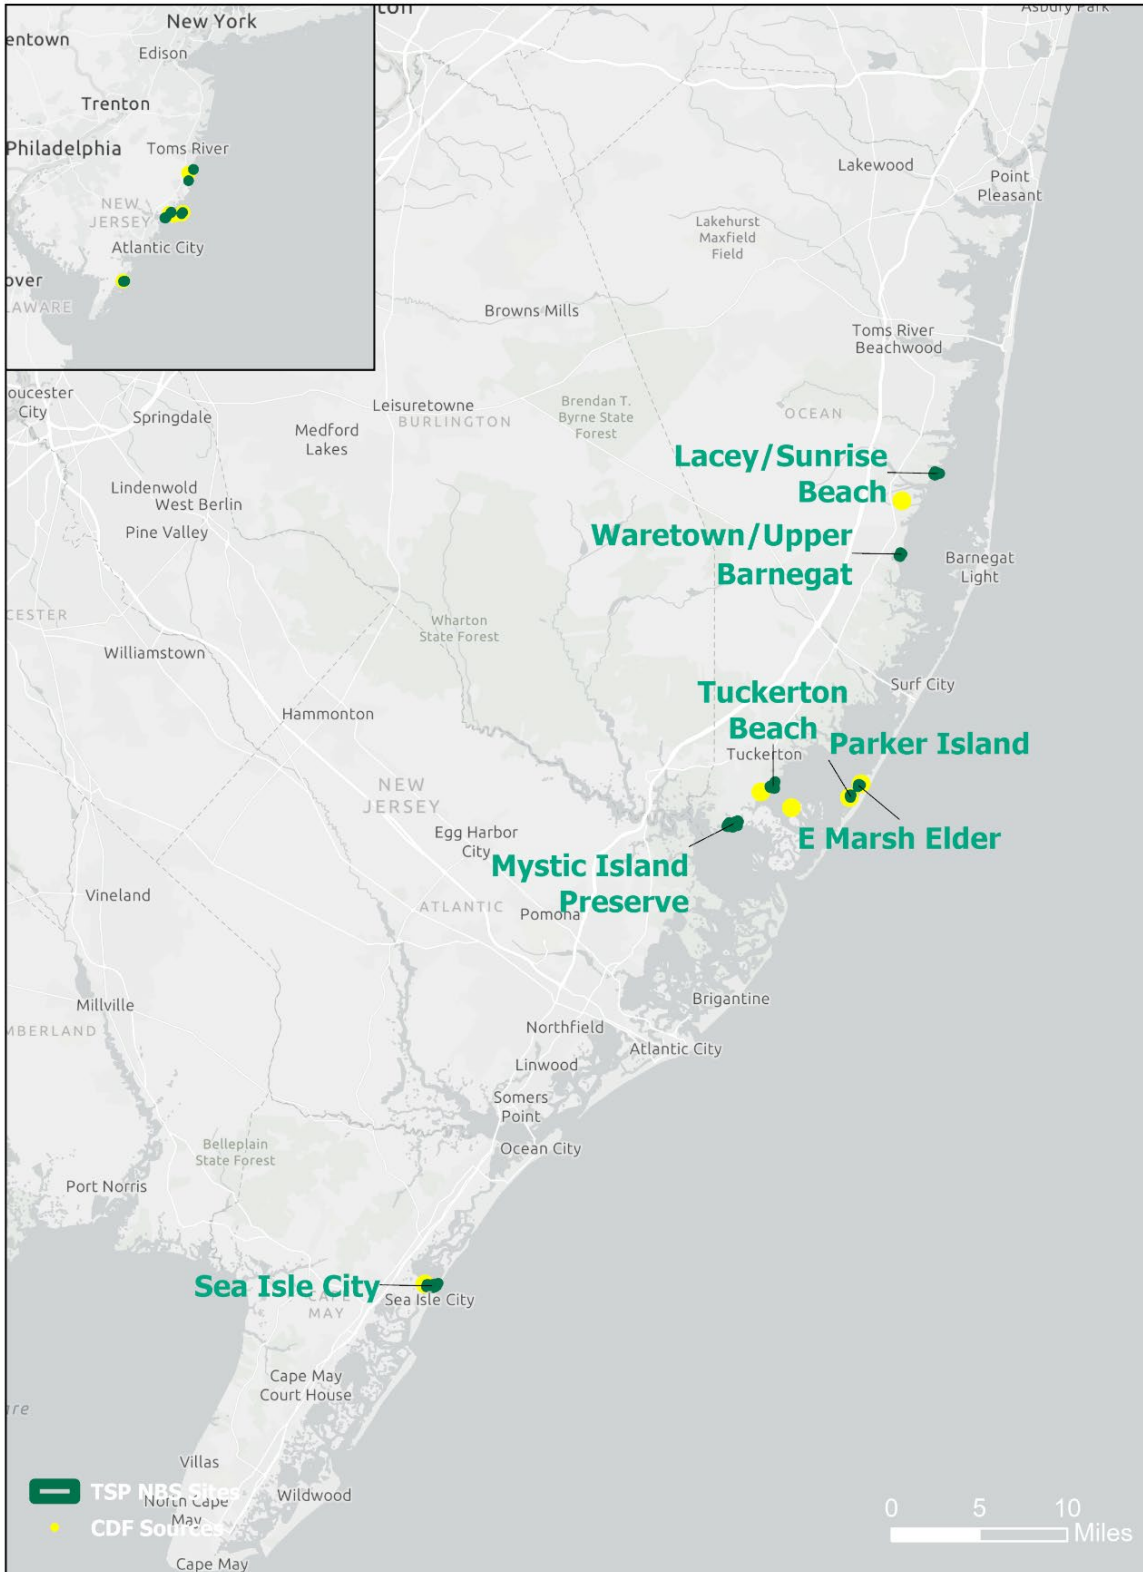 New York
entown
Edison
Trenton
Philadelphia
Toms River
NEW
JERSEY
Atlantic City
over
LAWARE
ton
Asbury Park
Lakewood
Point
Pleasant
Lakehurst
Maxfield
Field
Browns Mills
Toms River
Beachwood
oucester
City
Springdale
Leisuretowne
BURLINGTON
Medford
Lakes
Brendan T.
Byrne State
Forest
OCEAN
Lacey/Sunrise
Beach
Lindenwold
West Berlin
Pine Valley
Waretown/Upper
Barnegat
Barnegat
Light
CESTER
Wharton
State Forest
Williamstown
Surf City
Hammonton
Tuckerton
Beach
Tuckerton
Parker Island
NEW
JERSEY
Egg Harbor
City
E Marsh Elder
Mystic Island
Preserve
Vineland
ATLANTIC
Pomona
Millville
MBERLAND
Brigantine
Northfield
Atlantic City
Linwood
Somers
Point
Ocean City
Belleplain
State Forest
Port Norris
Sea Isle City
CAPE
MAY
Sea Isle City
Cape May
Court House
are
Villas
TSP NBS Sites
North Cape
May
Wildwood
CDF Sources
Cape May
0 5 10
Miles